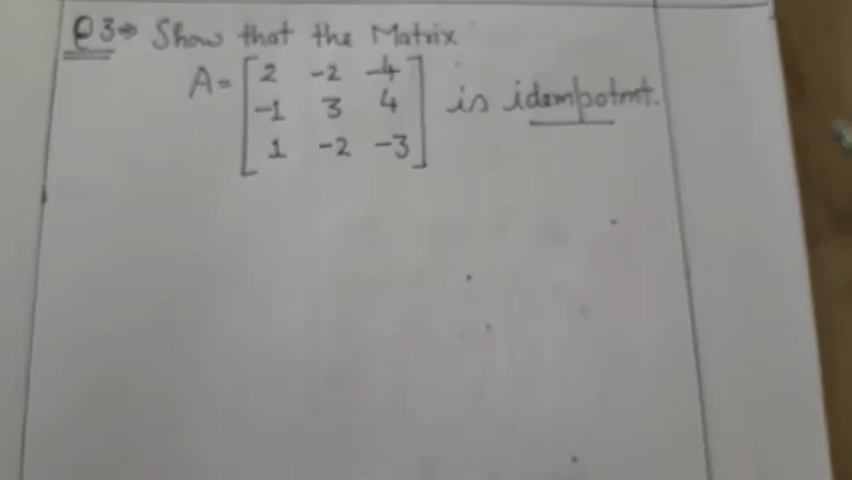 Q3⇒ Show that the Matrix
A= [2 -2 -4
-1 3 4
1 -2 -3] is idempotent.